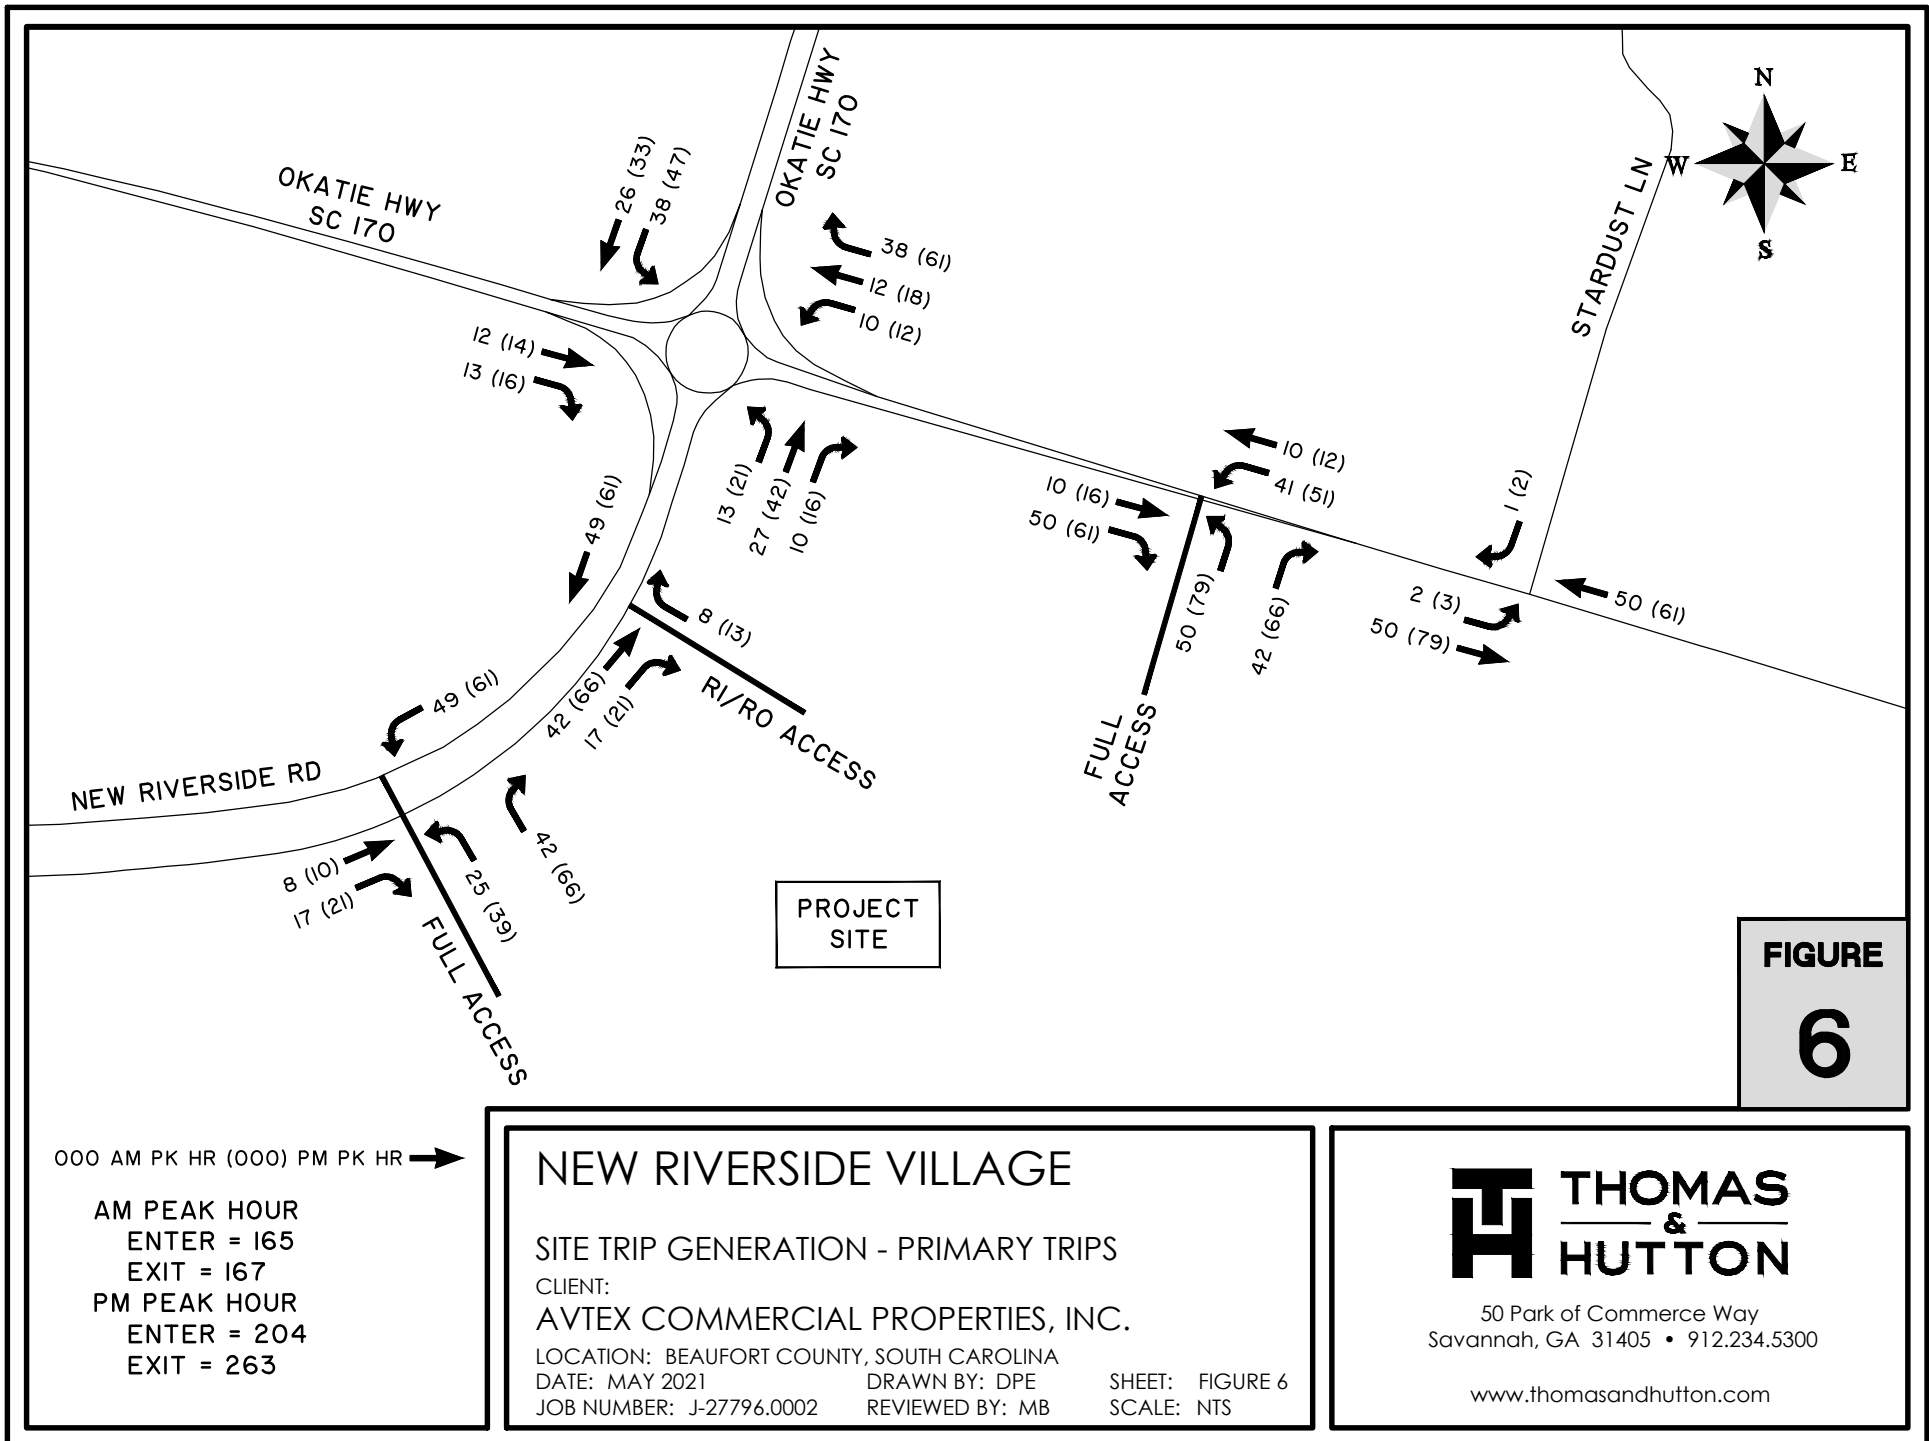 OKATIE HWY
SC 170
26 (33)
38 (47)
OKATIE HWY
SC 170
38 (61)
12 (18)
10 (12)
STARDUST LN
N
W
E
S
12 (14)
13 (16)
49 (61)
13 (21)
27 (42)
10 (16)
10 (12)
41 (51)
10 (16)
50 (61)
50 (79)
42 (66)
1 (2)
2 (3)
50 (79)
50 (61)
8 (13)
42 (66)
17 (21)
RI/RO ACCESS
FULL
ACCESS
49 (61)
NEW RIVERSIDE RD
8 (10)
17 (21)
25 (39)
42 (66)
FULL ACCESS
PROJECT
SITE
FIGURE
6
000 AM PK HR (000) PM PK HR
AM PEAK HOUR
ENTER = 165
EXIT = 167
PM PEAK HOUR
ENTER = 204
EXIT = 263
NEW RIVERSIDE VILLAGE
SITE TRIP GENERATION - PRIMARY TRIPS
CLIENT:
AVTEX COMMERCIAL PROPERTIES, INC.
LOCATION: BEAUFORT COUNTY, SOUTH CAROLINA
DATE: MAY 2021 DRAWN BY: DPE SHEET: FIGURE 6
JOB NUMBER: J-27796.0002 REVIEWED BY: MB SCALE: NTS
TH
THOMAS
&
HUTTON
50 Park of Commerce Way
Savannah, GA 31405 • 912.234.5300
www.thomasandhutton.com